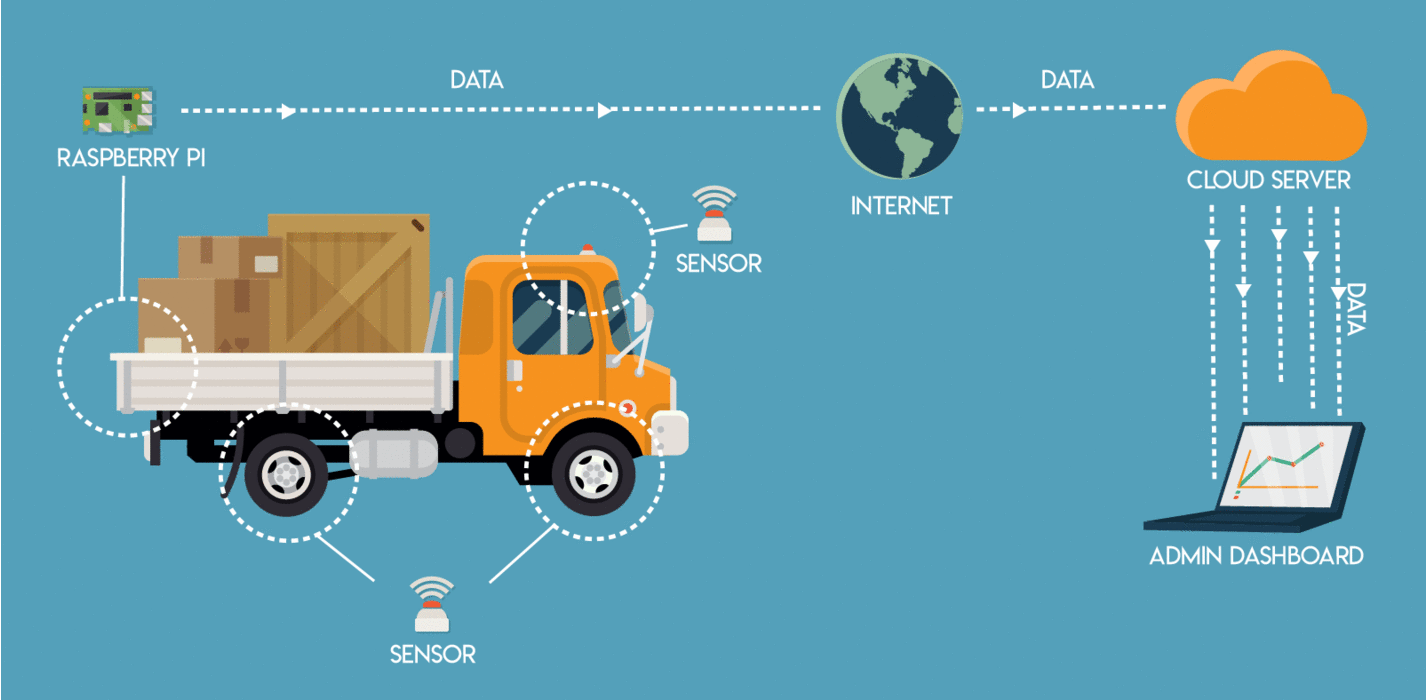 DATA
DATA
RASPBERRY PI
CLOUD SERVER
INTERNET
SENSOR
DATA
ADMIN DASHBOARD
SENSOR